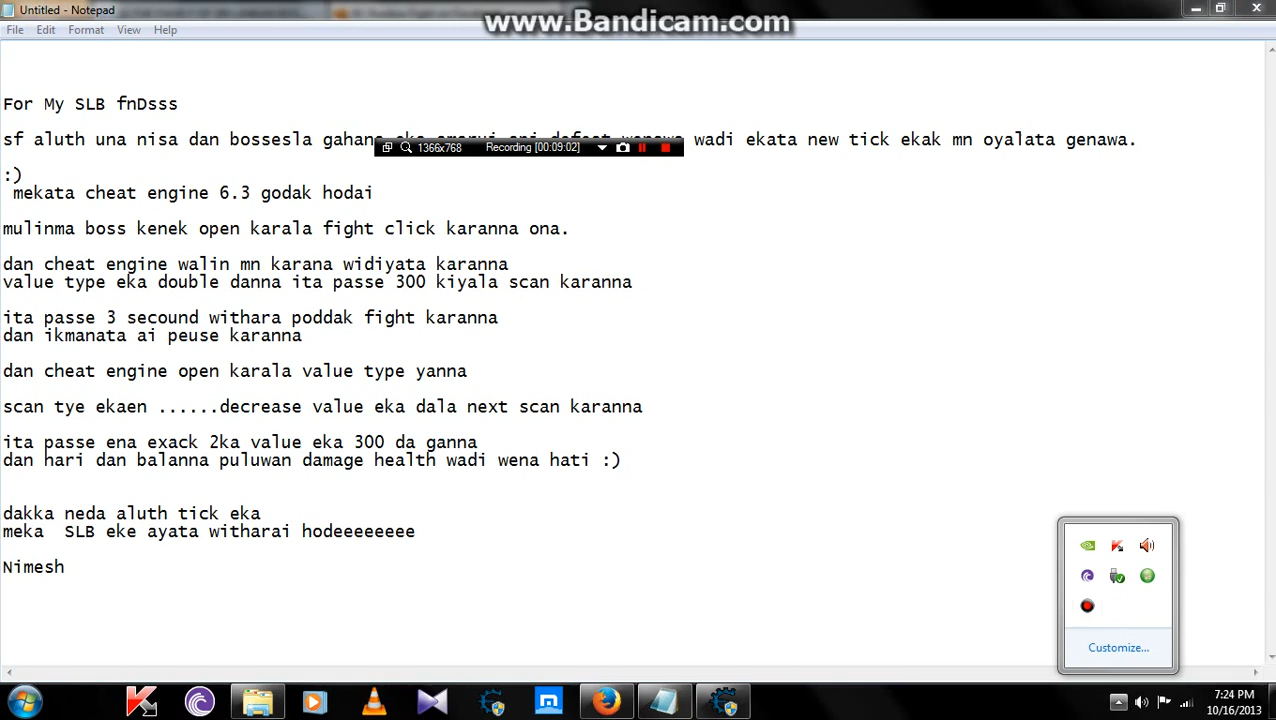 Untitled - Notepad
www.Bandicam.com
File Edit Format View Help
1366x768 Recording [00:09:02]
For My SLB fnDsss
sf aluth una nisa dan bossesla gahana eka amarui api defeat wenawa wadi ekata new tick ekak mn oyalata genawa.
:)
mekata cheat engine 6.3 godak hodai
mulinma boss kenek open karala fight click karanna ona.
dan cheat engine walin mn karana widiyata karanna
value type eka double danna ita passe 300 kiyala scan karanna
ita passe 3 secound withara poddak fight karanna
dan ikmanata ai peuse karanna
dan cheat engine open karala value type yanna
scan tye ekaen ......decrease value eka dala next scan karanna
ita passe ena exack 2ka value eka 300 da ganna
dan hari dan balanna puluwan damage health wadi wena hati :)
dakka neda aluth tick eka
meka SLB eke ayata witharai hodeeeeeeee
Nimesh
Customize...
7:24 PM
10/16/2013